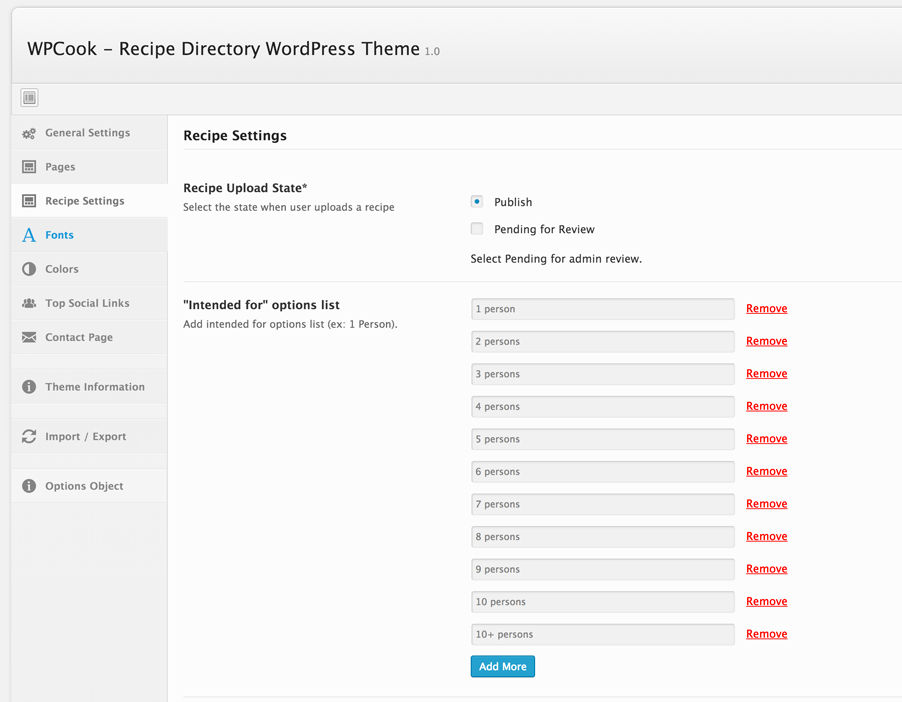 WPCook – Recipe Directory WordPress Theme 1.0
General Settings
Pages
Recipe Settings
Fonts
Colors
Top Social Links
Contact Page
Theme Information
Import / Export
Options Object
Recipe Settings
Recipe Upload State*
Select the state when user uploads a recipe
Publish
Pending for Review
Select Pending for admin review.
"Intended for" options list
Add intended for options list (ex: 1 Person).
1 person Remove
2 persons Remove
3 persons Remove
4 persons Remove
5 persons Remove
6 persons Remove
7 persons Remove
8 persons Remove
9 persons Remove
10 persons Remove
10+ persons Remove
Add More